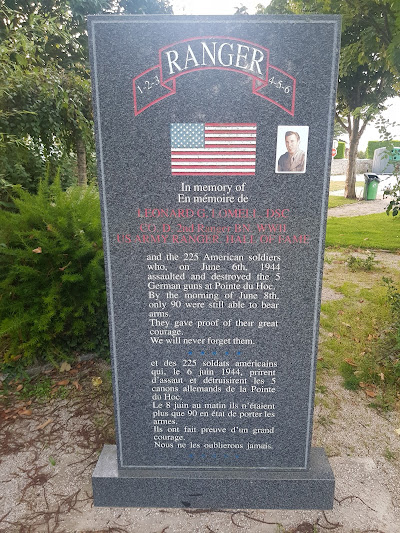 RANGER
1-2-3
4-5-6
In memory of
En mémoire de
LEONARD G. LOMELL, DSC
CO. D, 2nd Ranger BN, WWII
US ARMY RANGER HALL OF FAME
and the 225 American soldiers
who, on June 6th, 1944
assaulted and destroyed the 5
German guns at Pointe du Hoc.
By the morning of June 8th,
only 90 were still able to bear
arms.
They gave proof of their great
courage.
We will never forget them.
et des 225 soldats américains
qui, le 6 juin 1944, prirent
d'assaut et détruisirent les 5
canons allemands de la Pointe
du Hoc.
Le 8 juin au matin ils n'étaient
plus que 90 en état de porter les
armes.
Ils ont fait preuve d'un grand
courage.
Nous ne les oublierons jamais.